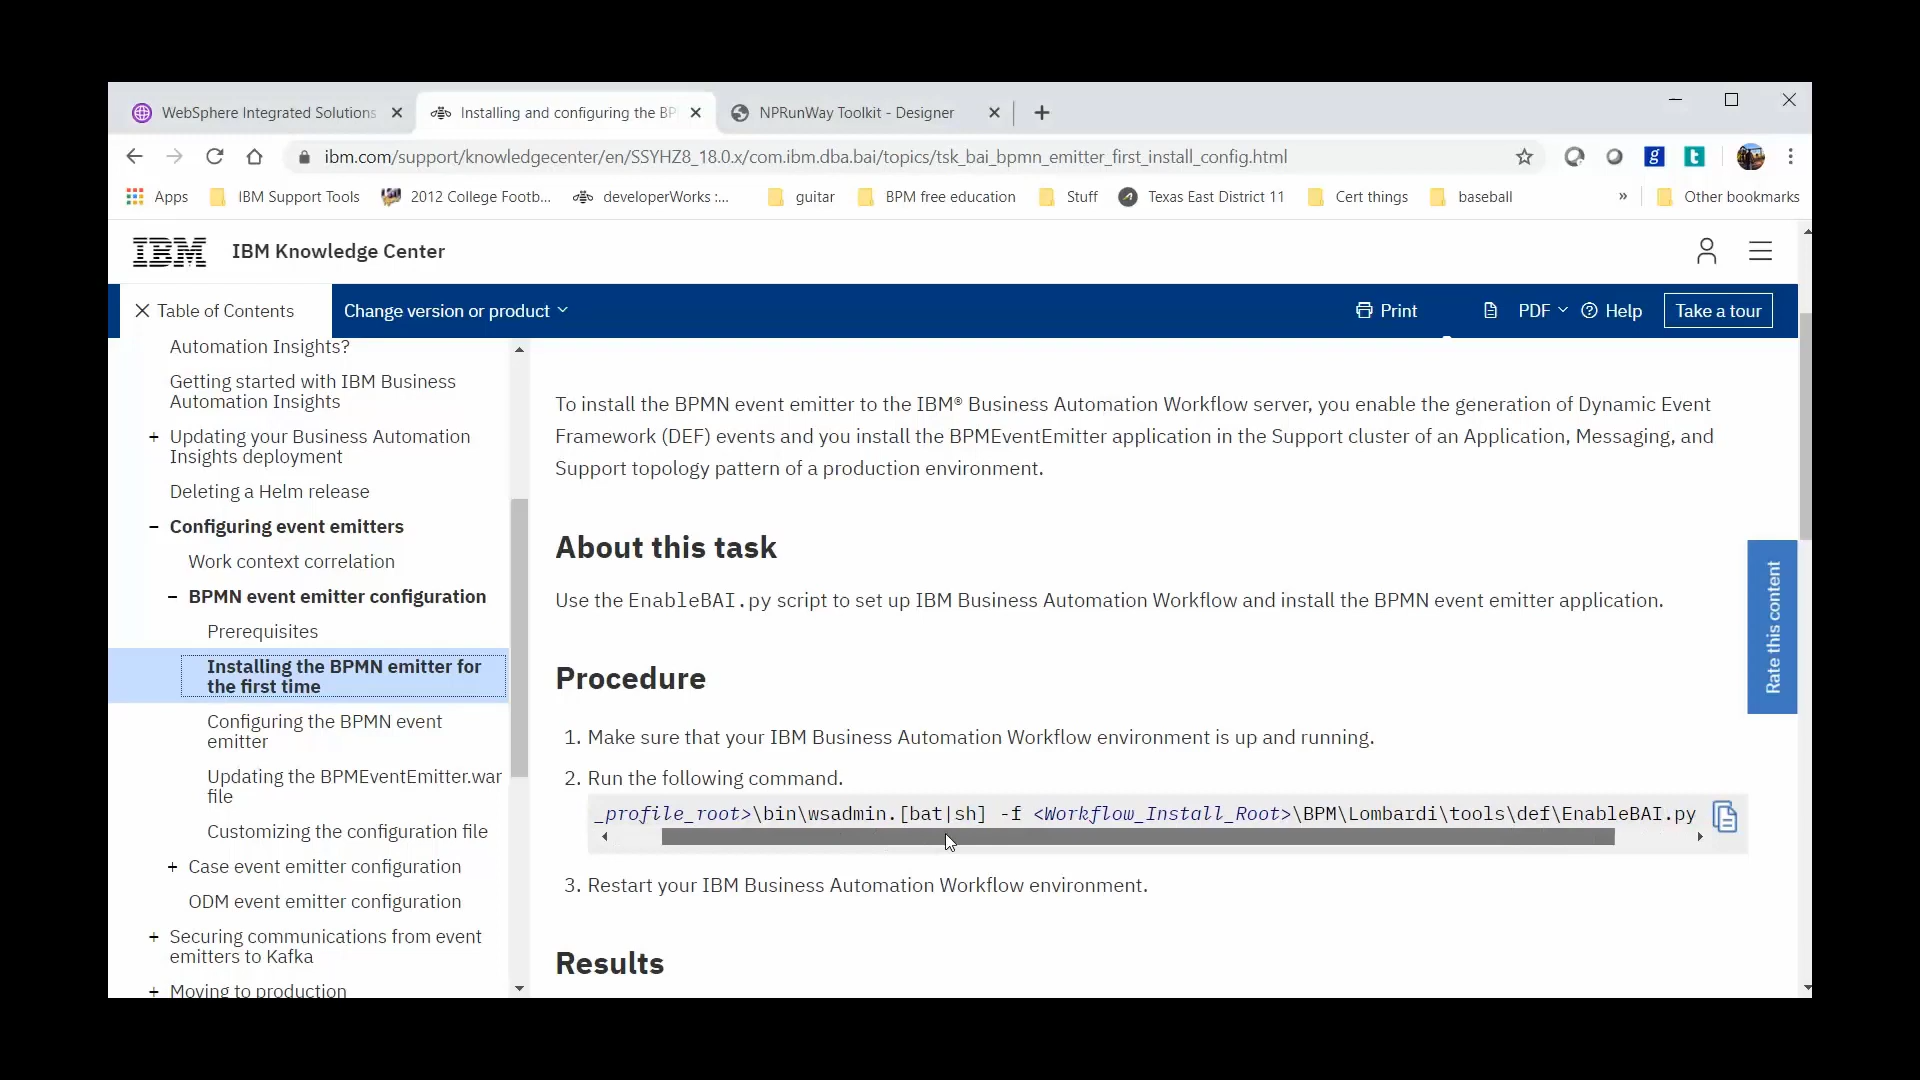 WebSphere Integrated Solutions
Installing and configuring the BP
NPRunWay Toolkit - Designer
ibm.com/support/knowledgecenter/en/SSYHZ8_18.0.x/com.ibm.dba.bai/topics/tsk_bai_bpmn_emitter_first_install_config.html
g
t
Apps
IBM Support Tools
2012 College Footb...
developerWorks :...
guitar
BPM free education
Stuff
Texas East District 11
Cert things
baseball
»
Other bookmarks
IBM
IBM Knowledge Center
Table of Contents
Change version or product
Print
PDF
Help
Take a tour
Automation Insights?
Getting started with IBM Business
Automation Insights
+ Updating your Business Automation
Insights deployment
Deleting a Helm release
– Configuring event emitters
Work context correlation
– BPMN event emitter configuration
Prerequisites
Installing the BPMN emitter for
the first time
Configuring the BPMN event
emitter
Updating the BPMEventEmitter.war
file
Customizing the configuration file
+ Case event emitter configuration
ODM event emitter configuration
+ Securing communications from event
emitters to Kafka
+ Moving to production
To install the BPMN event emitter to the IBM® Business Automation Workflow server, you enable the generation of Dynamic Event
Framework (DEF) events and you install the BPMEventEmitter application in the Support cluster of an Application, Messaging, and
Support topology pattern of a production environment.
About this task
Use the EnableBAI.py script to set up IBM Business Automation Workflow and install the BPMN event emitter application.
Procedure
1. Make sure that your IBM Business Automation Workflow environment is up and running.
2. Run the following command.
_profile_root>\bin\wsadmin.[bat|sh] -f <Workflow_Install_Root>\BPM\Lombardi\tools\def\EnableBAI.py
3. Restart your IBM Business Automation Workflow environment.
Results
Rate this content